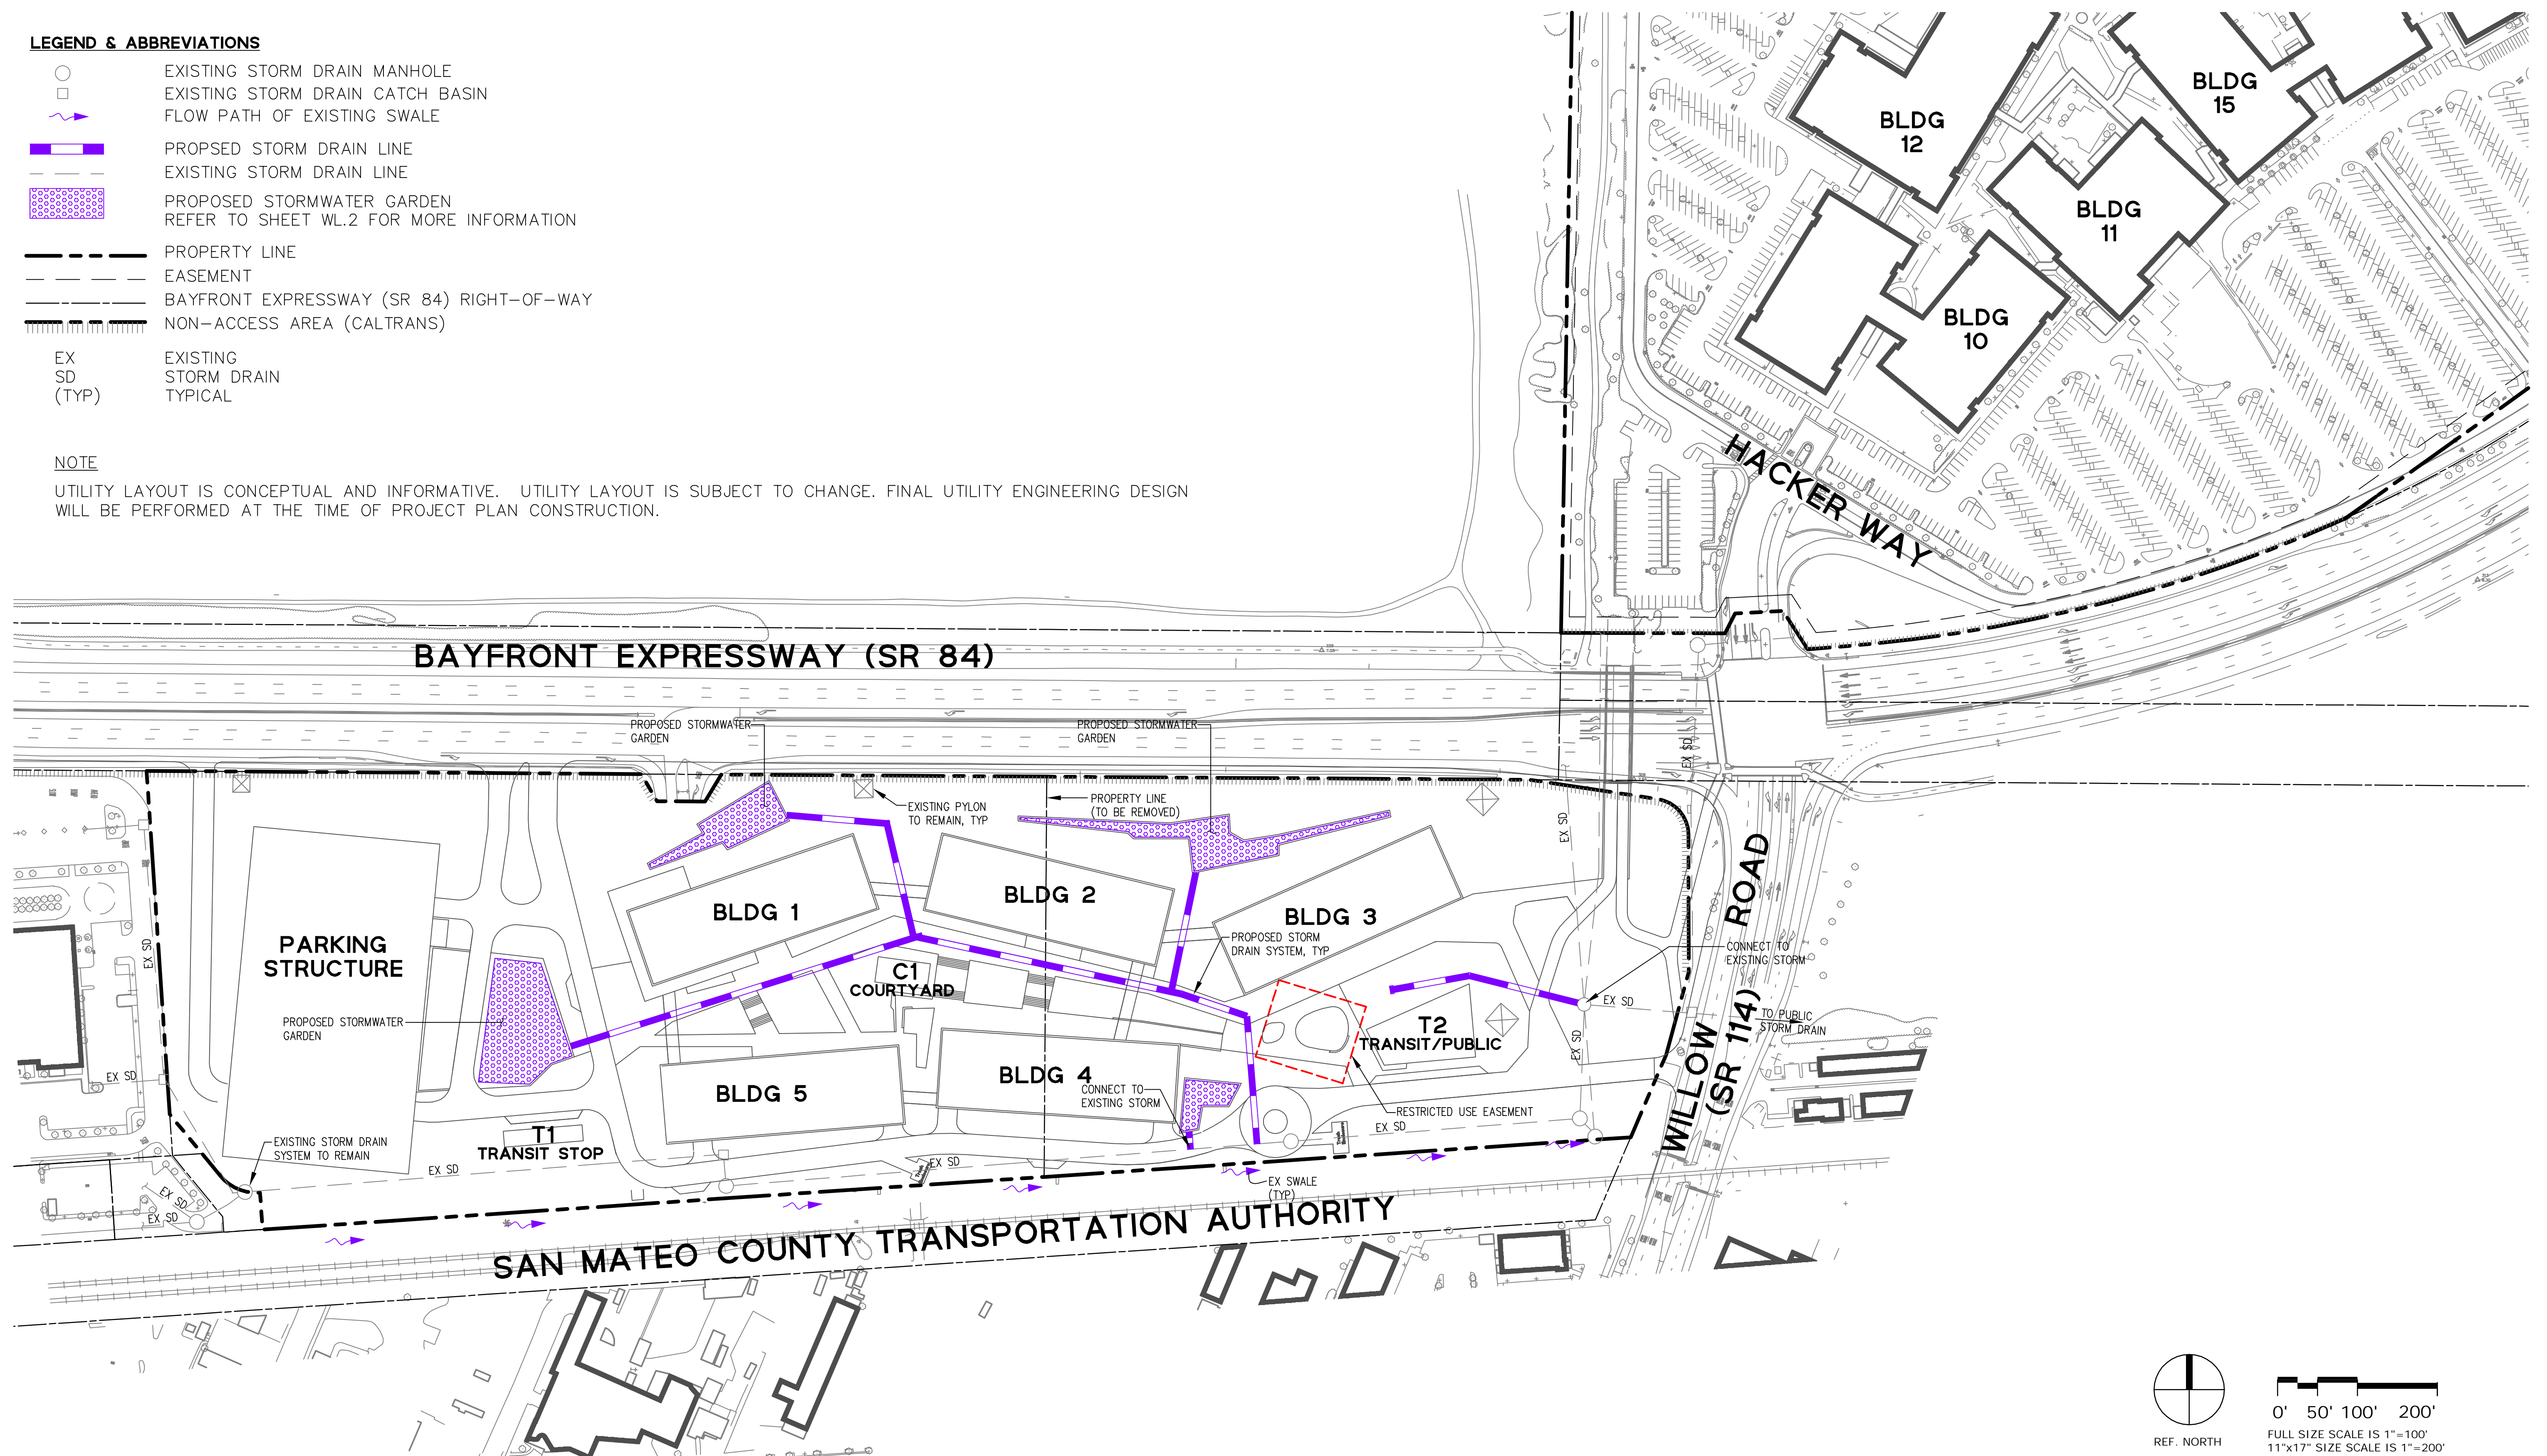 LEGEND & ABBREVIATIONS
EXISTING STORM DRAIN MANHOLE
EXISTING STORM DRAIN CATCH BASIN
FLOW PATH OF EXISTING SWALE
PROPSED STORM DRAIN LINE
EXISTING STORM DRAIN LINE
PROPOSED STORMWATER GARDEN
REFER TO SHEET WL.2 FOR MORE INFORMATION
PROPERTY LINE
EASEMENT
BAYFRONT EXPRESSWAY (SR 84) RIGHT-OF-WAY
NON-ACCESS AREA (CALTRANS)
EX EXISTING
SD STORM DRAIN
(TYP) TYPICAL
NOTE
UTILITY LAYOUT IS CONCEPTUAL AND INFORMATIVE. UTILITY LAYOUT IS SUBJECT TO CHANGE. FINAL UTILITY ENGINEERING DESIGN
WILL BE PERFORMED AT THE TIME OF PROJECT PLAN CONSTRUCTION.
BLDG
12
BLDG
15
BLDG
11
BLDG
10
HACKER WAY
BAYFRONT EXPRESSWAY (SR 84)
PROPOSED STORMWATER
GARDEN
PROPOSED STORMWATER
GARDEN
EX SD
EXISTING PYLON
TO REMAIN, TYP
PROPERTY LINE
(TO BE REMOVED)
EX SD
BLDG 1
BLDG 2
BLDG 3
PARKING
STRUCTURE
EX SD
PROPOSED STORM
DRAIN SYSTEM, TYP
C1
COURTYARD
WILLOW ROAD
(SR 114)
CONNECT TO
EXISTING STORM
EX SD
TO PUBLIC
STORM DRAIN
PROPOSED STORMWATER
GARDEN
T2
TRANSIT/PUBLIC
EX SD
EX SD
BLDG 5
BLDG 4
CONNECT TO
EXISTING STORM
RESTRICTED USE EASEMENT
EX SD
T1
TRANSIT STOP
EXISTING STORM DRAIN
SYSTEM TO REMAIN
EX SD
EX SD
EX SD
EX SD
EX SWALE
(TYP)
SAN MATEO COUNTY TRANSPORTATION AUTHORITY
REF. NORTH
0' 50' 100' 200'
FULL SIZE SCALE IS 1"=100'
11"x17" SIZE SCALE IS 1"=200'